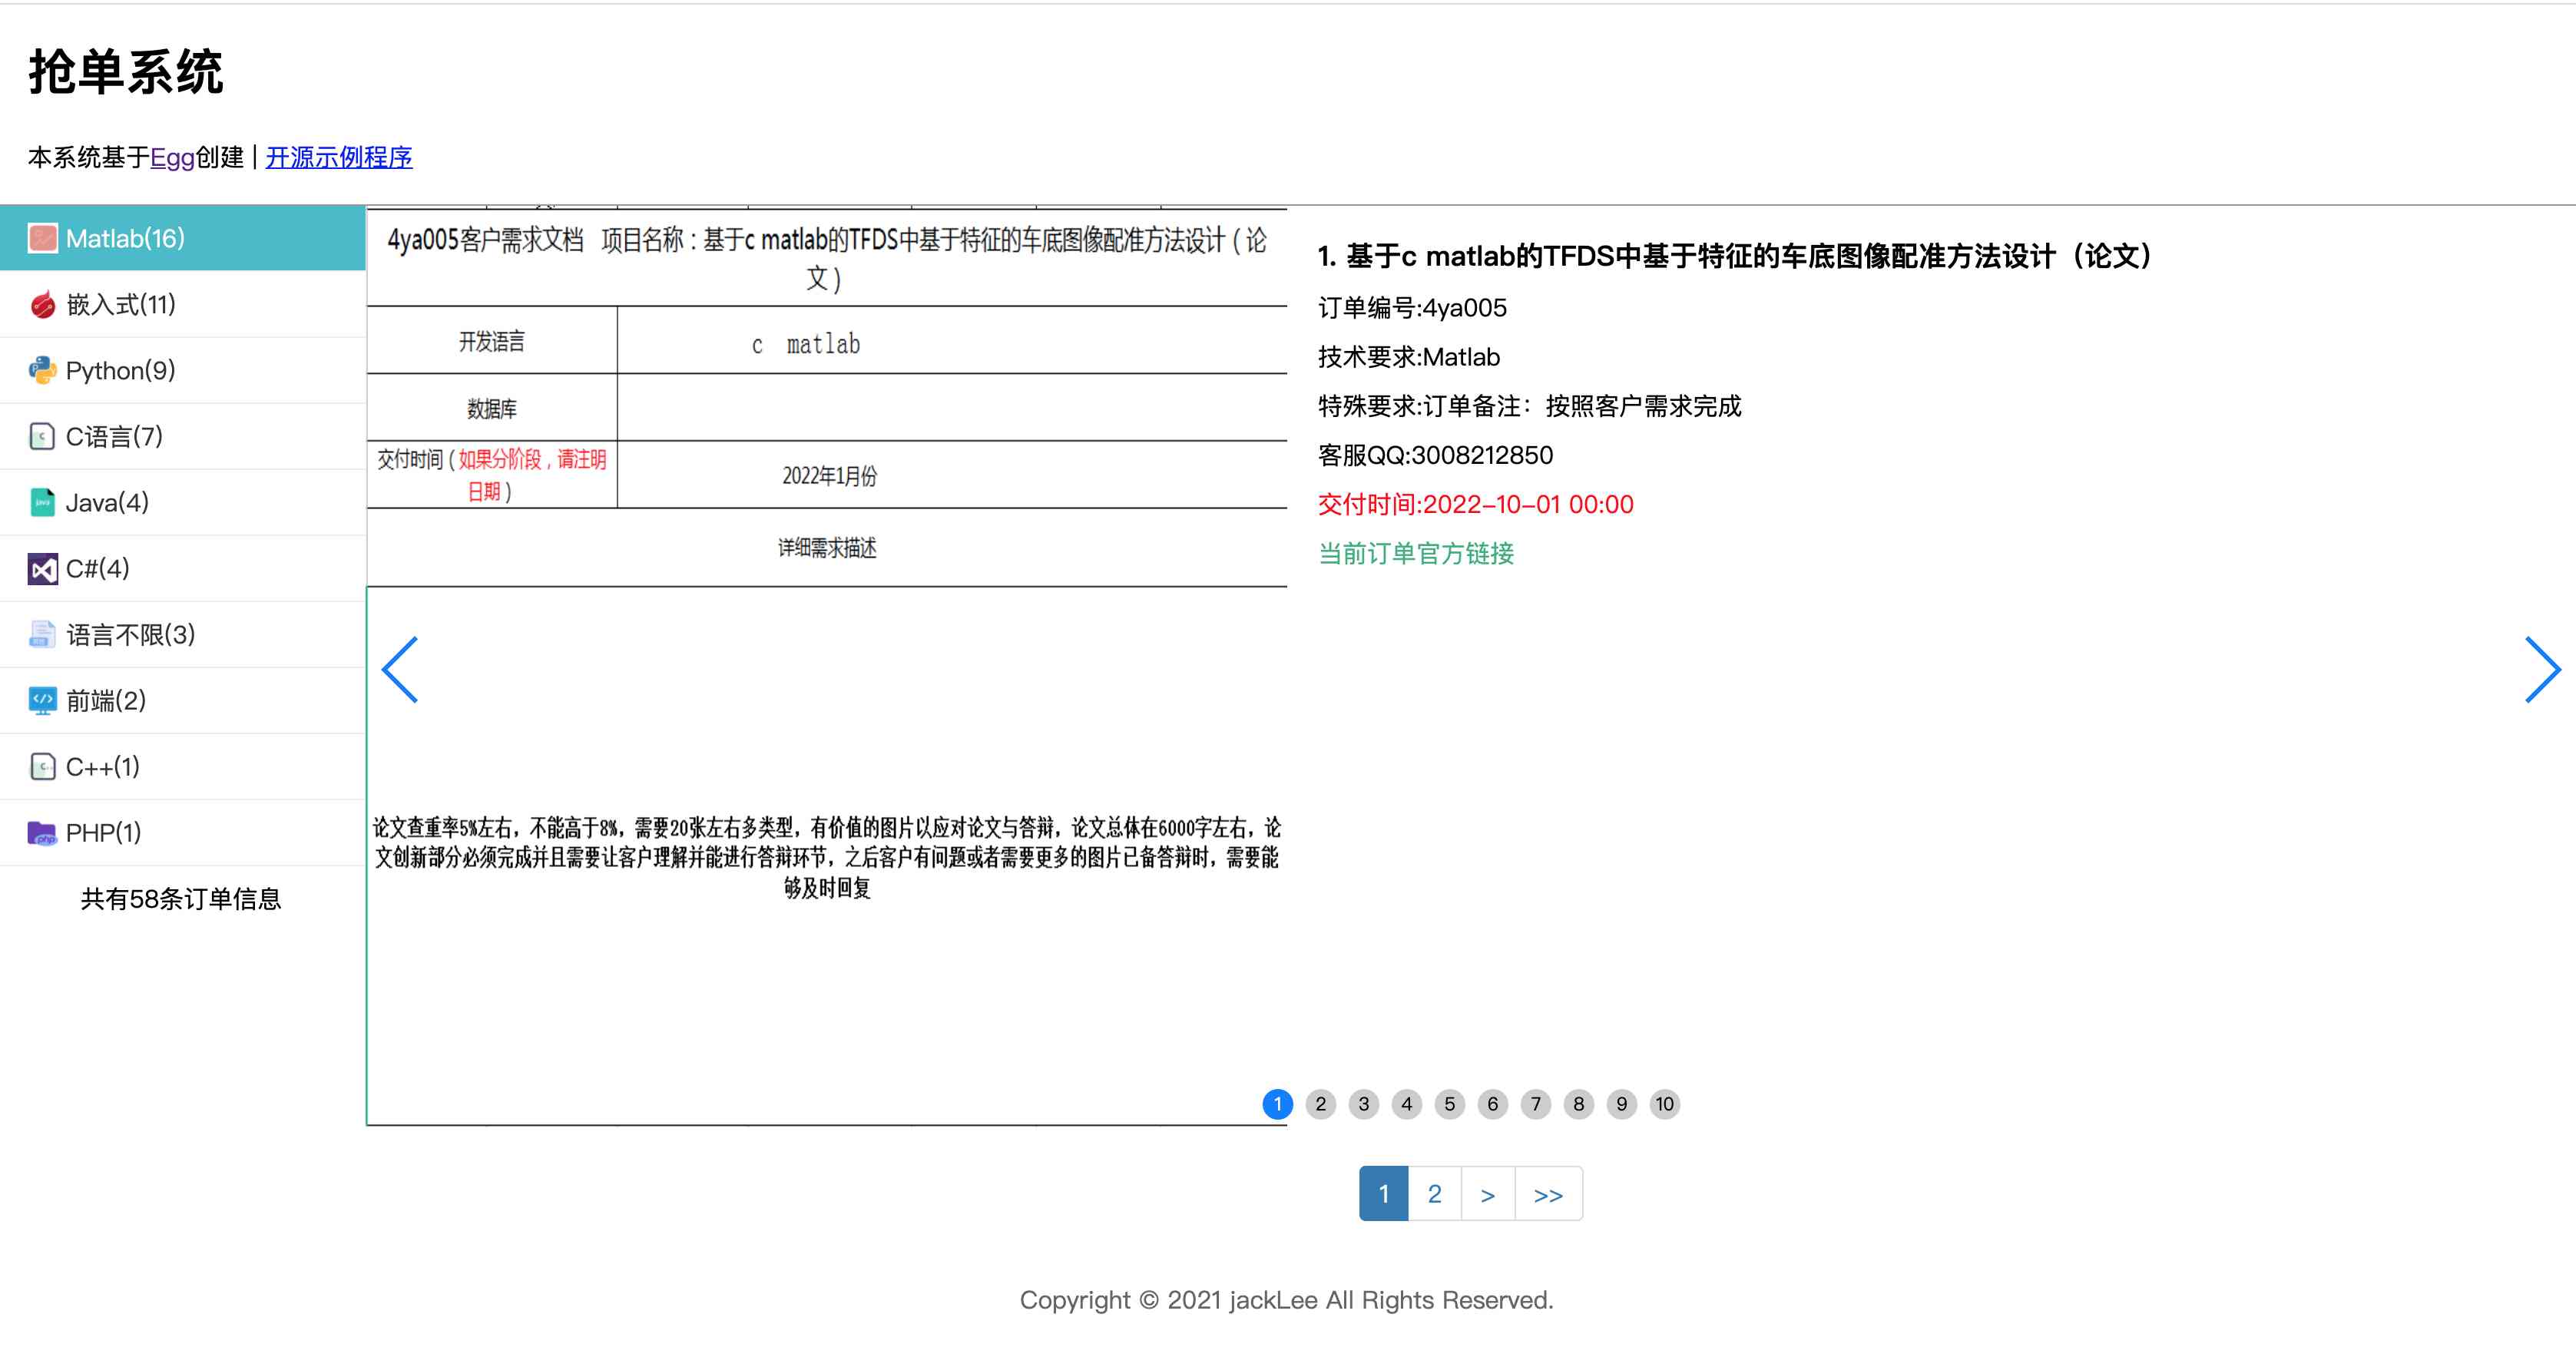 抢单系统
本系统基于Egg创建 | 开源示例程序
Matlab(16)
嵌入式(11)
Python(9)
C语言(7)
Java(4)
C#(4)
语言不限(3)
前端(2)
C++(1)
PHP(1)
共有58条订单信息
4ya005客户需求文档 项目名称：基于c matlab的TFDS中基于特征的车底图像配准方法设计（论
文）
开发语言
c matlab
数据库
交付时间（如果分阶段，请注明
日期）
2022年1月份
详细需求描述
论文查重率5%左右，不能高于8%，需要20张左右多类型，有价值的图片以应对论文与答辩，论文总体在6000字左右，论
文创新部分必须完成并且需要让客户理解并能进行答辩环节，之后客户有问题或者需要更多的图片已备答辩时，需要能
够及时回复
1. 基于c matlab的TFDS中基于特征的车底图像配准方法设计（论文）
订单编号:4ya005
技术要求:Matlab
特殊要求:订单备注：按照客户需求完成
客服QQ:3008212850
交付时间:2022-10-01 00:00
当前订单官方链接
1 2 3 4 5 6 7 8 9 10
1 2 > >>
Copyright © 2021 jackLee All Rights Reserved.